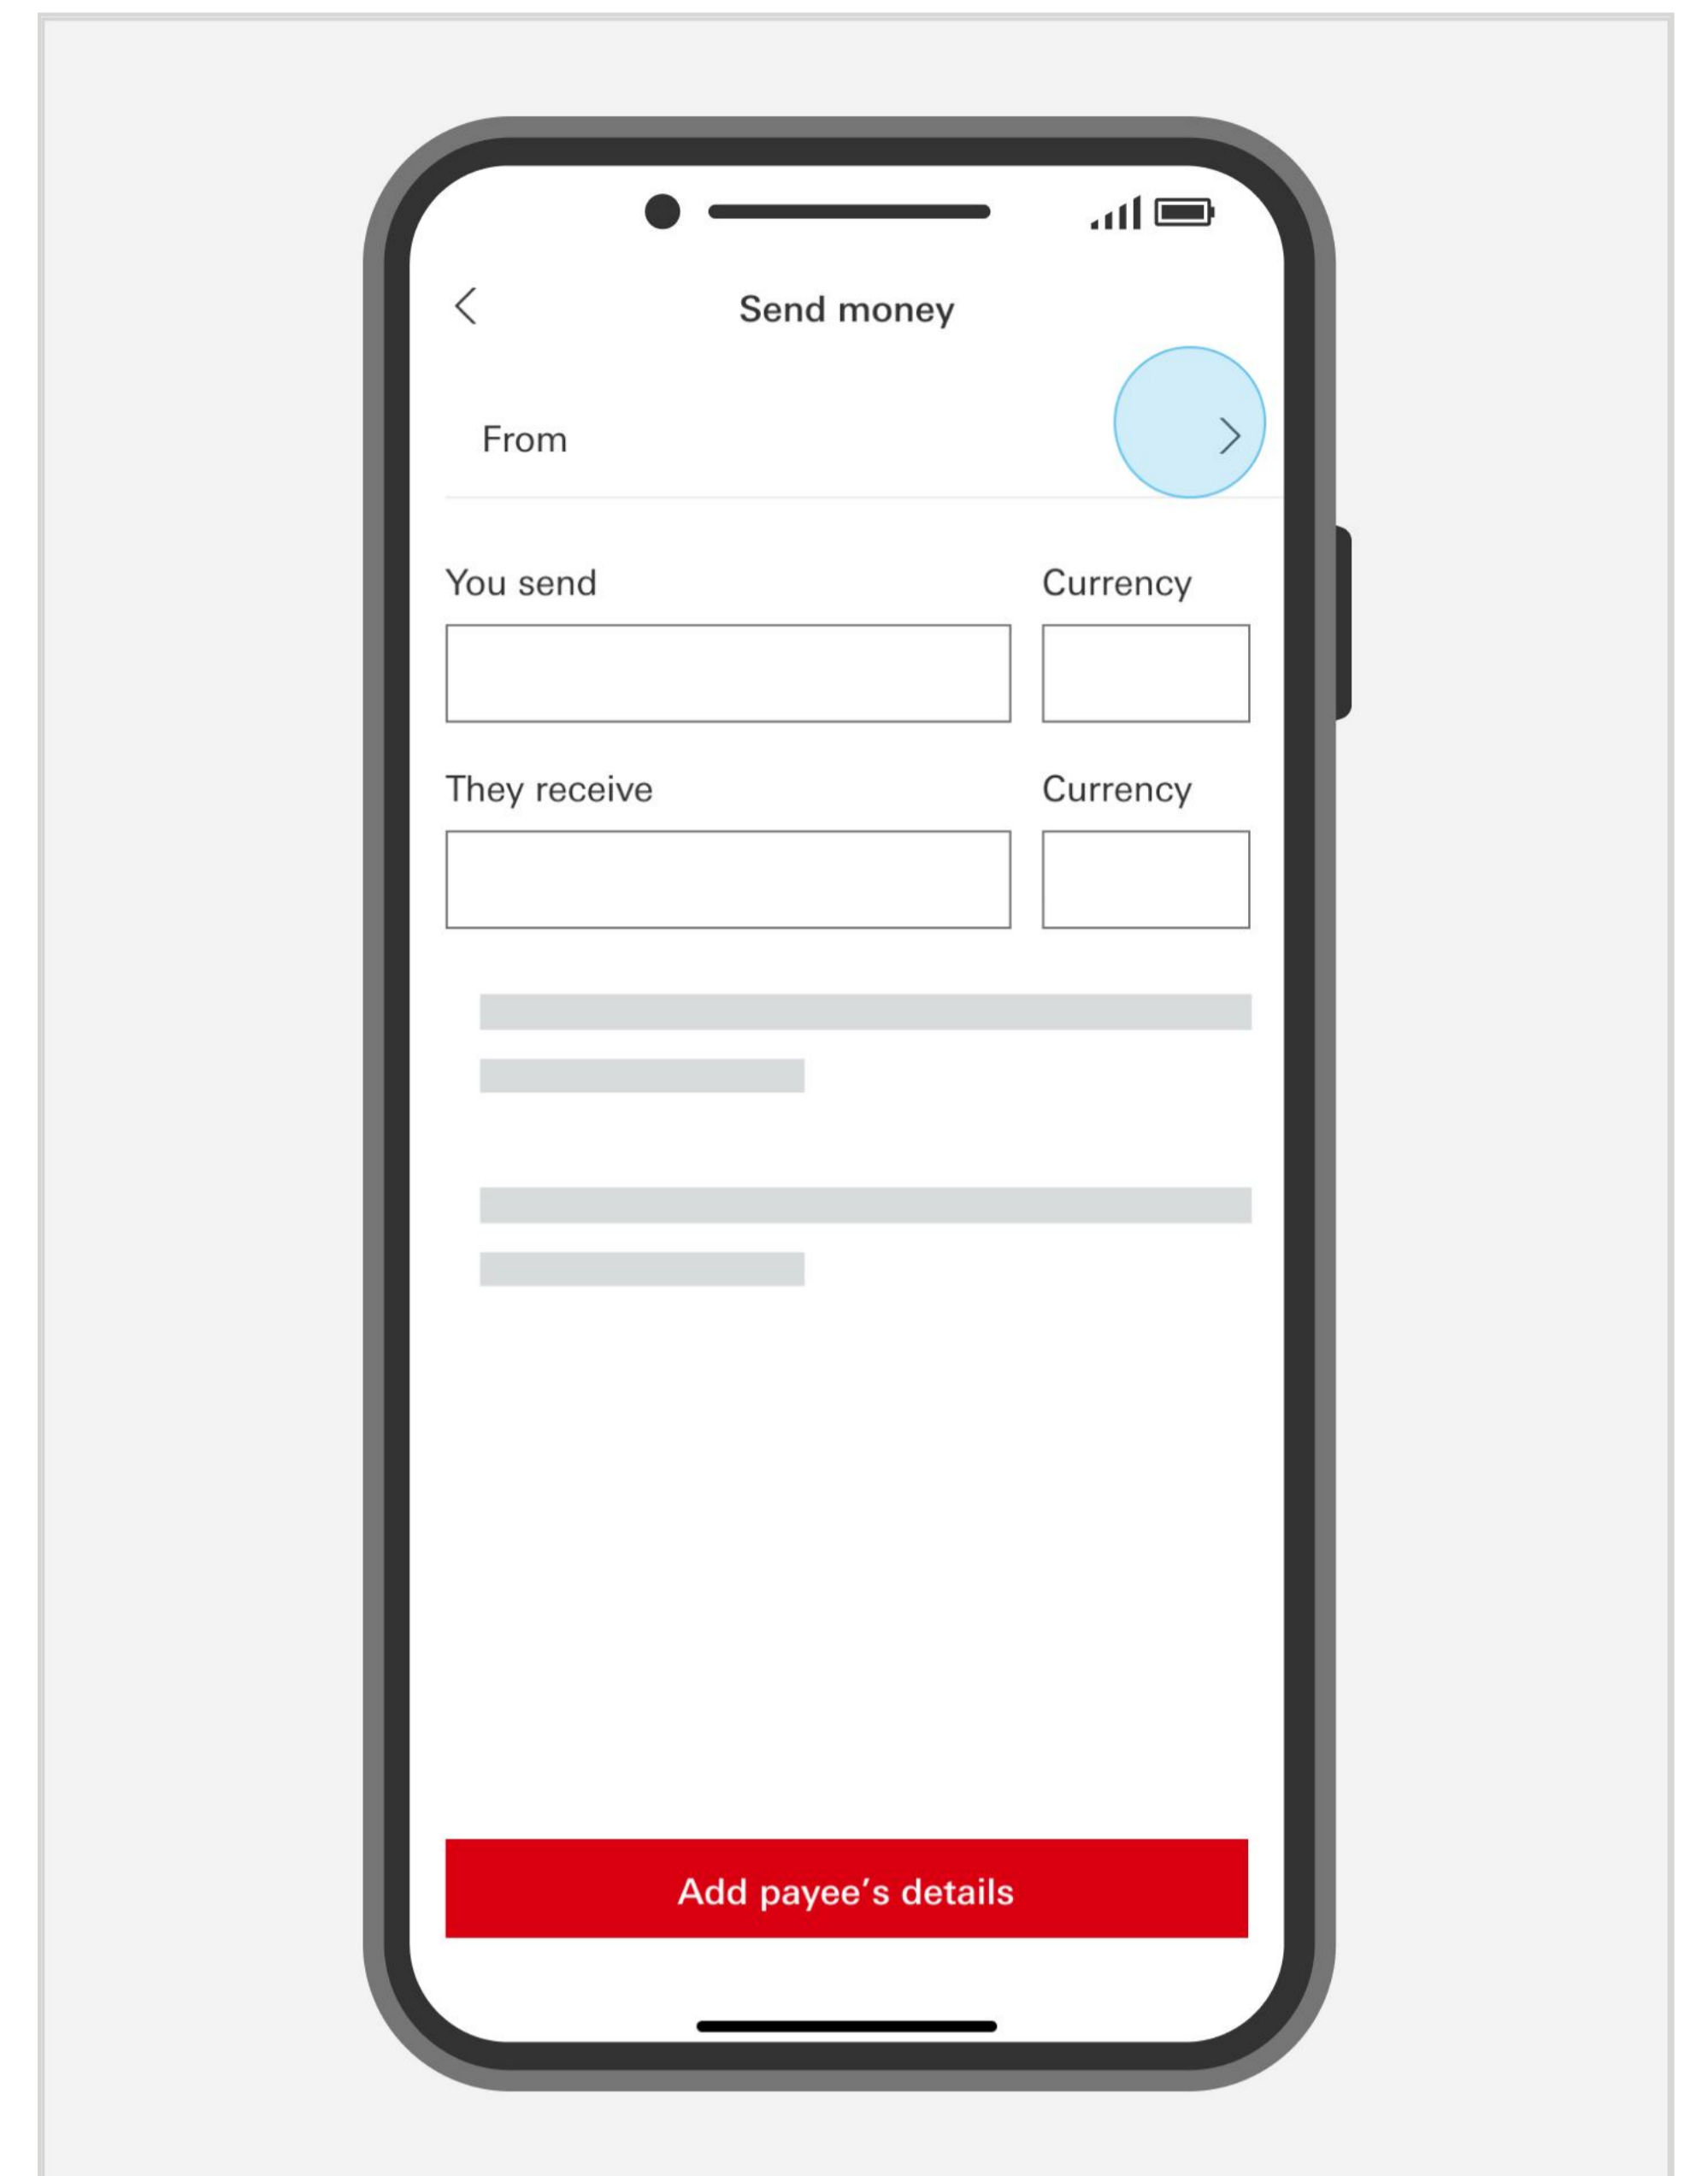 Send money
From
You send Currency
They receive Currency
Add payee’s details